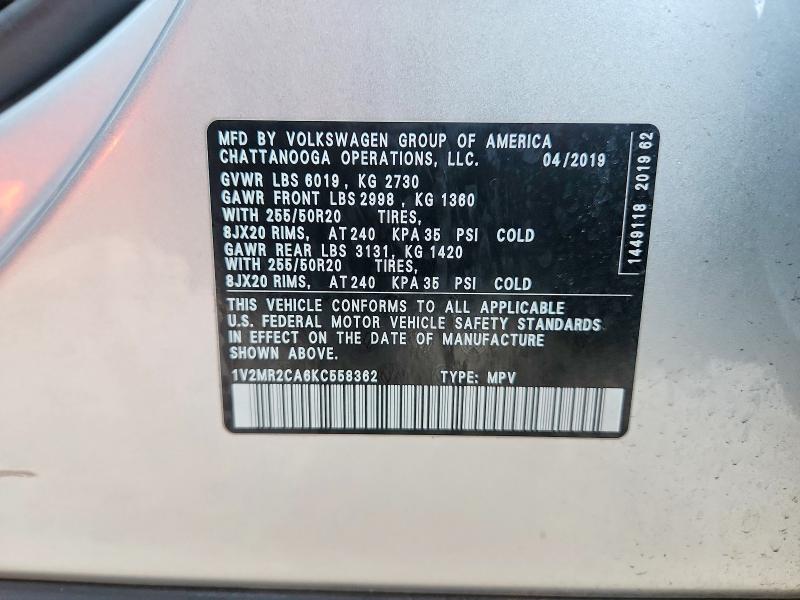 MFD BY VOLKSWAGEN GROUP OF AMERICA
CHATTANOOGA OPERATIONS, LLC. 04/2019
GVWR LBS 6019, KG 2730
GAWR FRONT LBS 2998, KG 1360
WITH 255/50R20 TIRES,
8JX20 RIMS, AT 240 KPA 35 PSI COLD
GAWR REAR LBS 3131, KG 1420
WITH 255/50R20 TIRES,
8JX20 RIMS, AT 240 KPA 35 PSI COLD
THIS VEHICLE CONFORMS TO ALL APPLICABLE
U.S. FEDERAL MOTOR VEHICLE SAFETY STANDARDS
IN EFFECT ON THE DATE OF MANUFACTURE
SHOWN ABOVE.
1V2MR2CA6KC558362 TYPE: MPV
1449118 2019 62